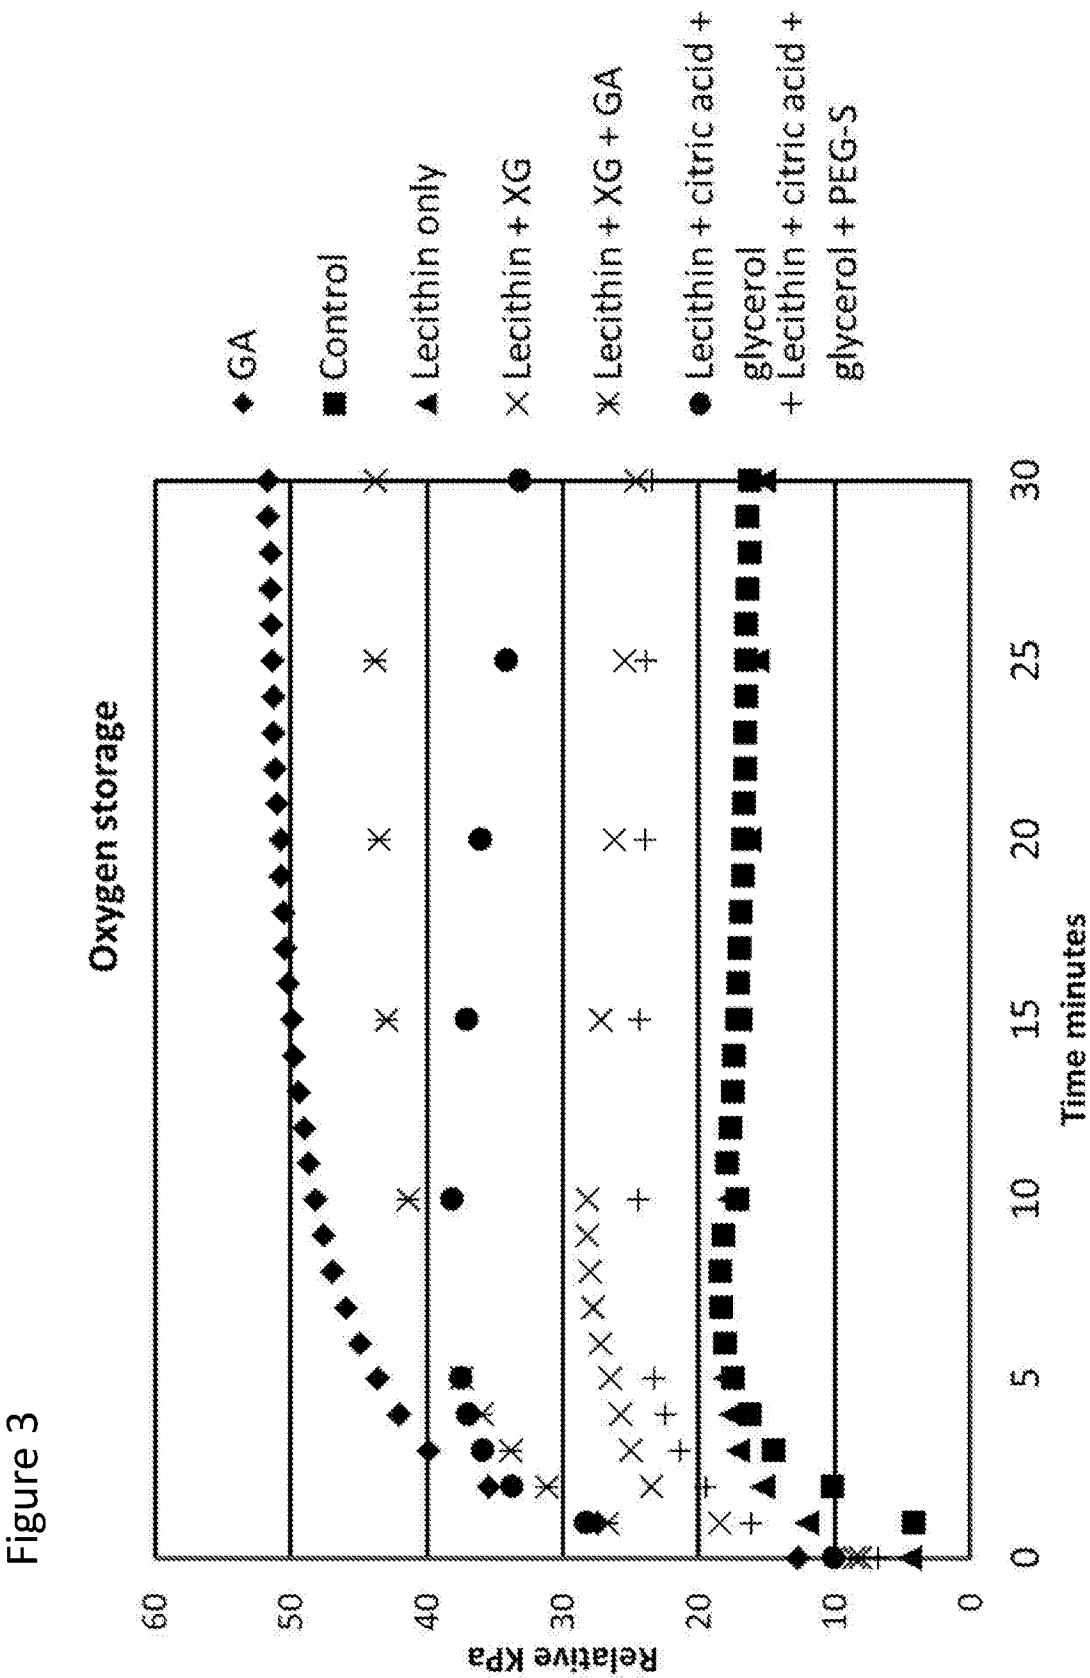 Figure 3
Oxygen storage
60
50
40
30
20
10
0
Relative KPa
0
5
10
15
20
25
30
Time minutes
GA
Control
Lecithin only
Lecithin + XG
Lecithin + XG + GA
Lecithin + citric acid +
glycerol
Lecithin + citric acid +
glycerol + PEG-S